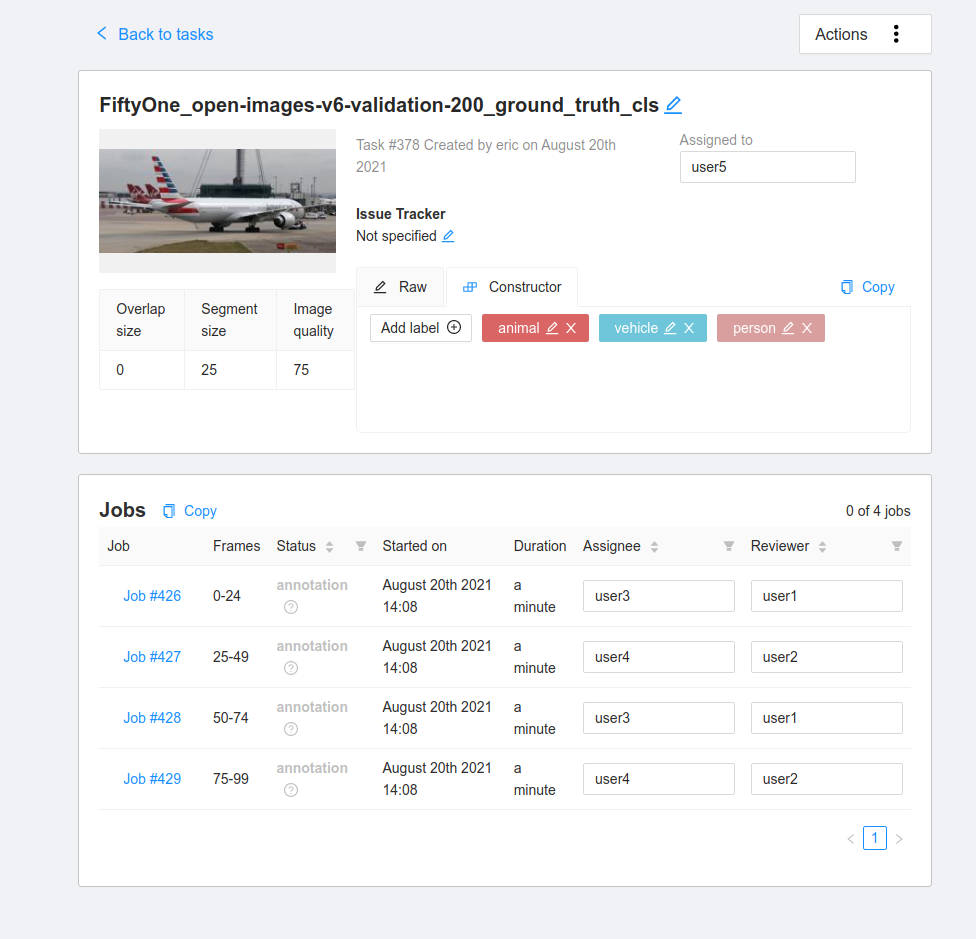 Back to tasks
Actions
FiftyOne_open-images-v6-validation-200_ground_truth_cls
Task #378 Created by eric on August 20th
2021
Assigned to
user5
Issue Tracker
Not specified
Raw
Constructor
Copy
Overlap size
Segment size
Image quality
0
25
75
Add label
animal
vehicle
person
Jobs
Copy
0 of 4 jobs
Job Frames Status Started on Duration Assignee Reviewer
Job #426 0-24 annotation August 20th 2021 14:08 a minute user3 user1
Job #427 25-49 annotation August 20th 2021 14:08 a minute user4 user2
Job #428 50-74 annotation August 20th 2021 14:08 a minute user3 user1
Job #429 75-99 annotation August 20th 2021 14:08 a minute user4 user2
1